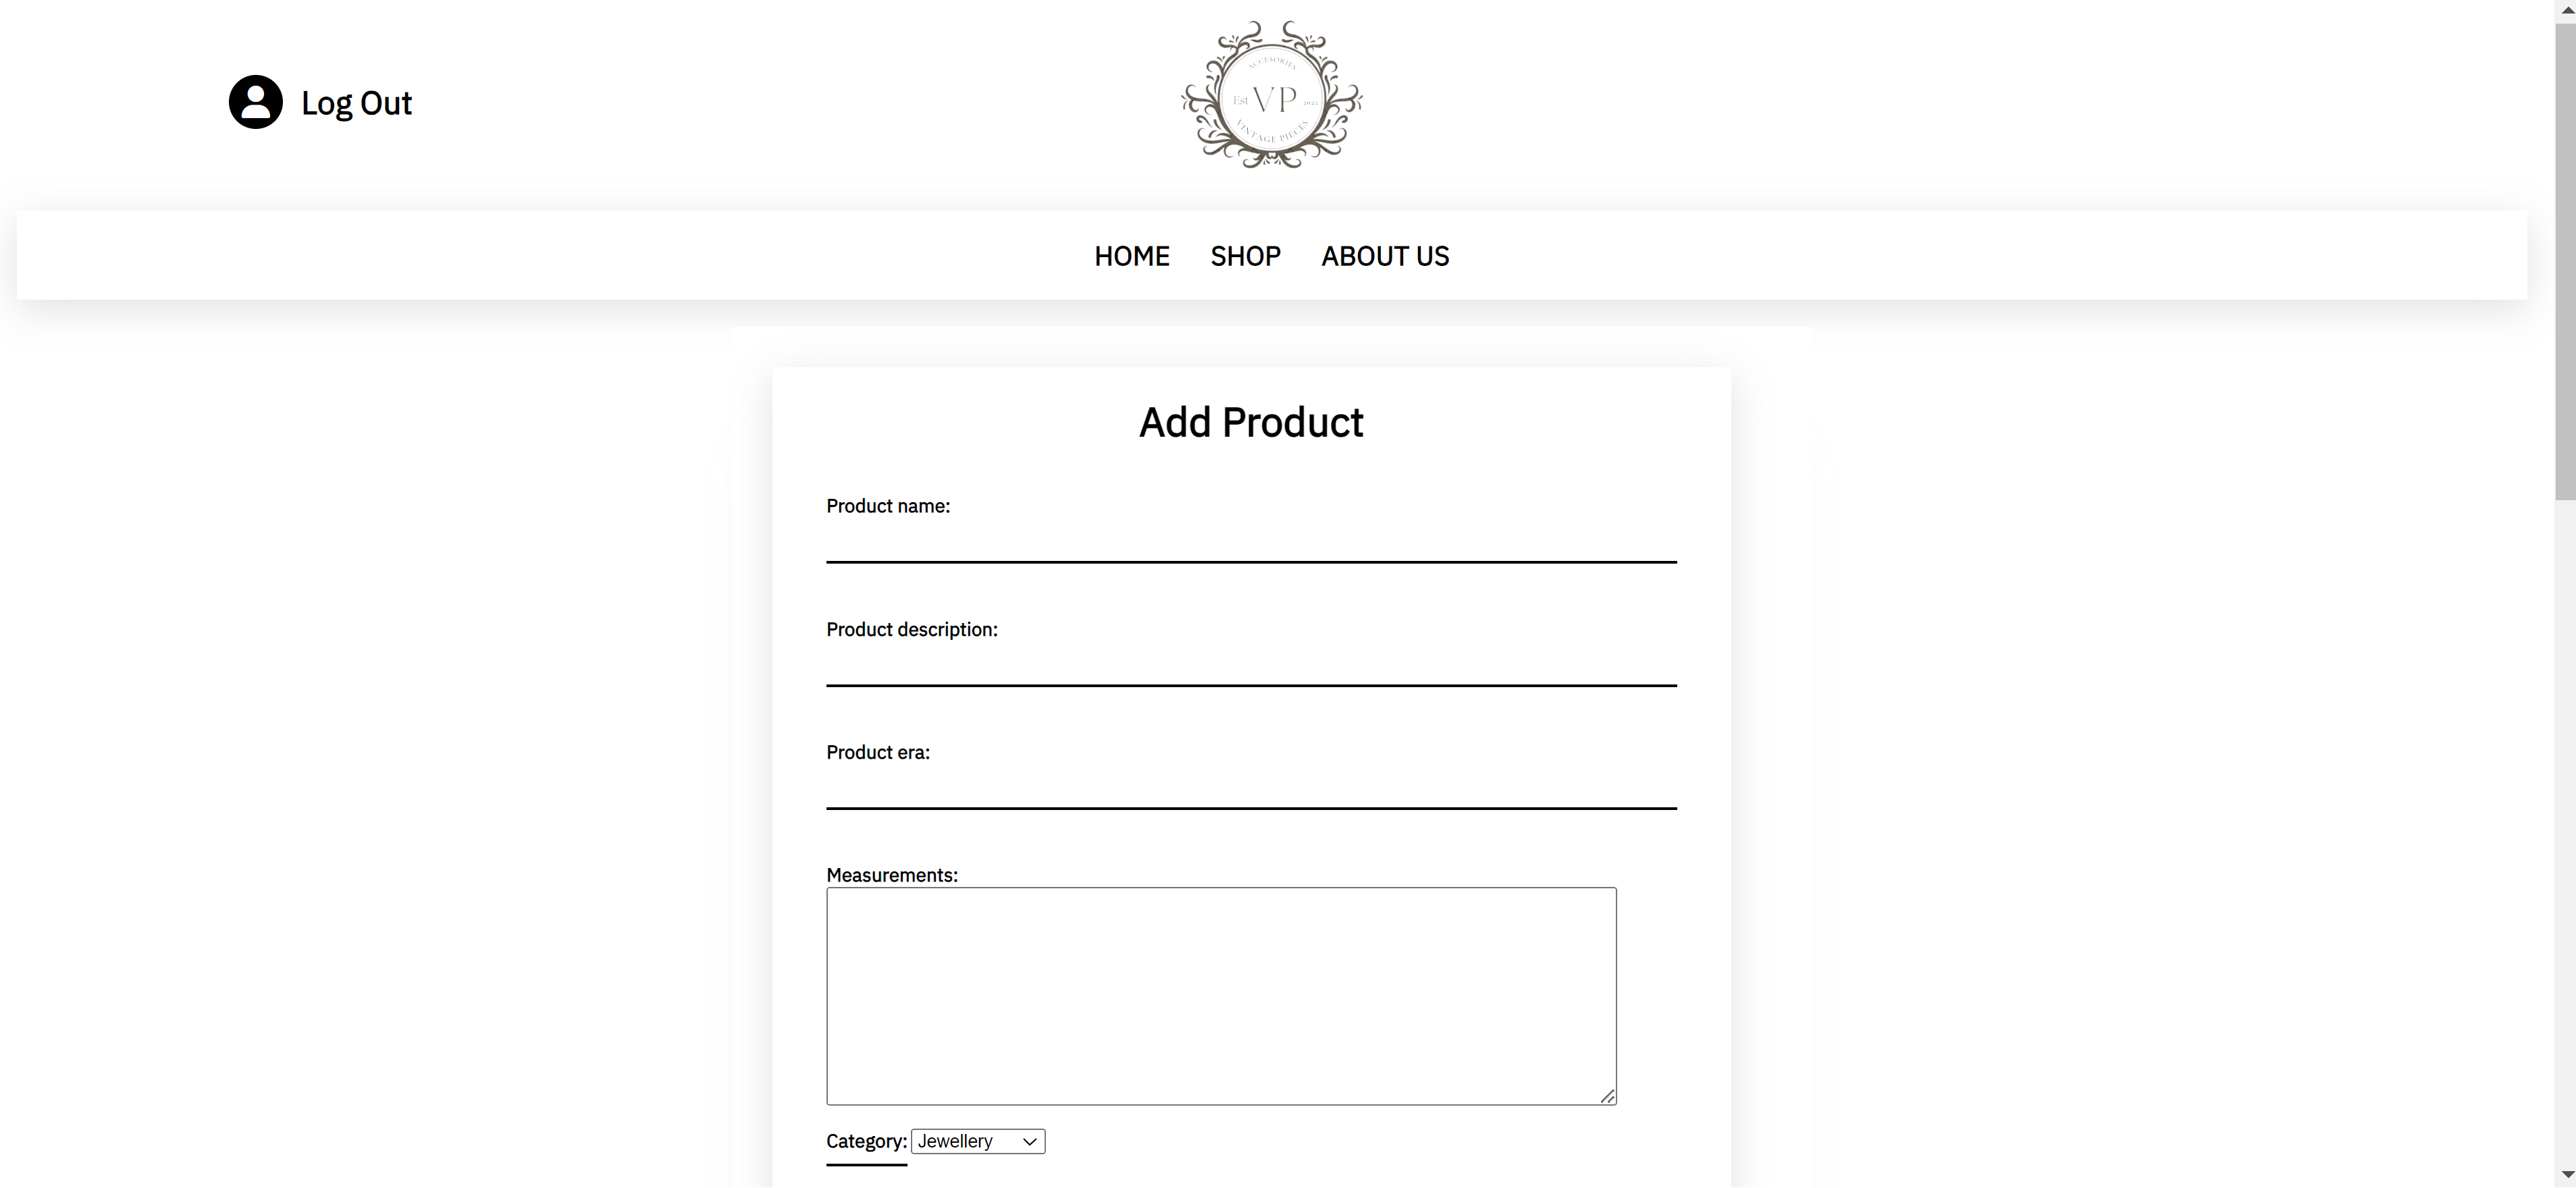 Log Out
ACCESORIES
Est VP 2022
VINTAGE PIECES
HOME SHOP ABOUT US
Add Product
Product name:
Product description:
Product era:
Measurements:
Category: Jewellery